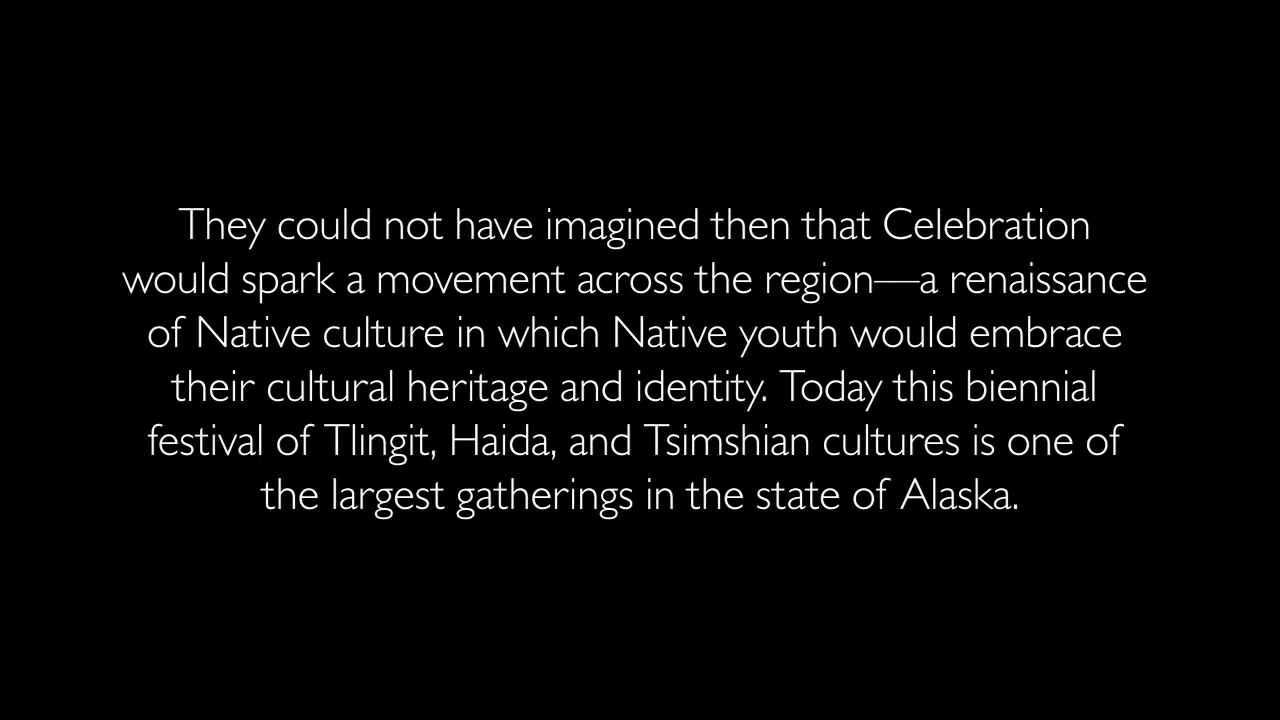 They could not have imagined then that Celebration
would spark a movement across the region—a renaissance
of Native culture in which Native youth would embrace
their cultural heritage and identity. Today this biennial
festival of Tlingit, Haida, and Tsimshian cultures is one of
the largest gatherings in the state of Alaska.